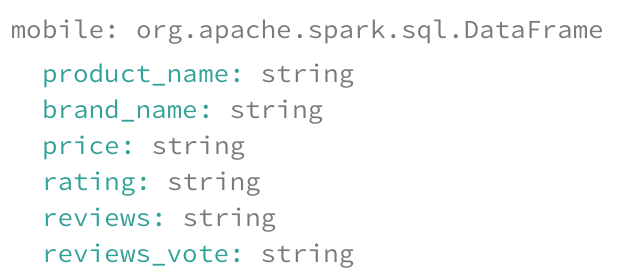 mobile: org.apache.spark.sql.DataFrame
product_name: string
brand_name: string
price: string
rating: string
reviews: string
reviews_vote: string